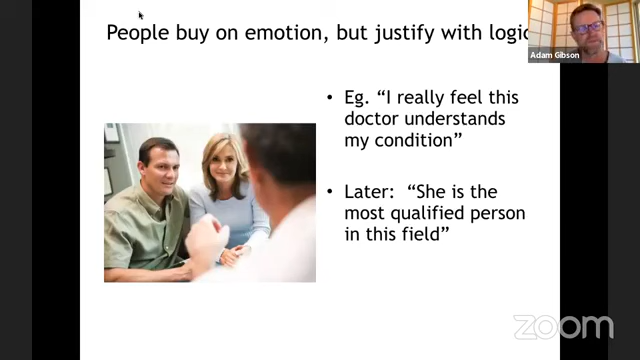 People buy on emotion, but justify with logic
Adam Gibson
• Eg. “I really feel this
doctor understands
my condition”
• Later: “She is the
most qualified person
in this field”
zoom